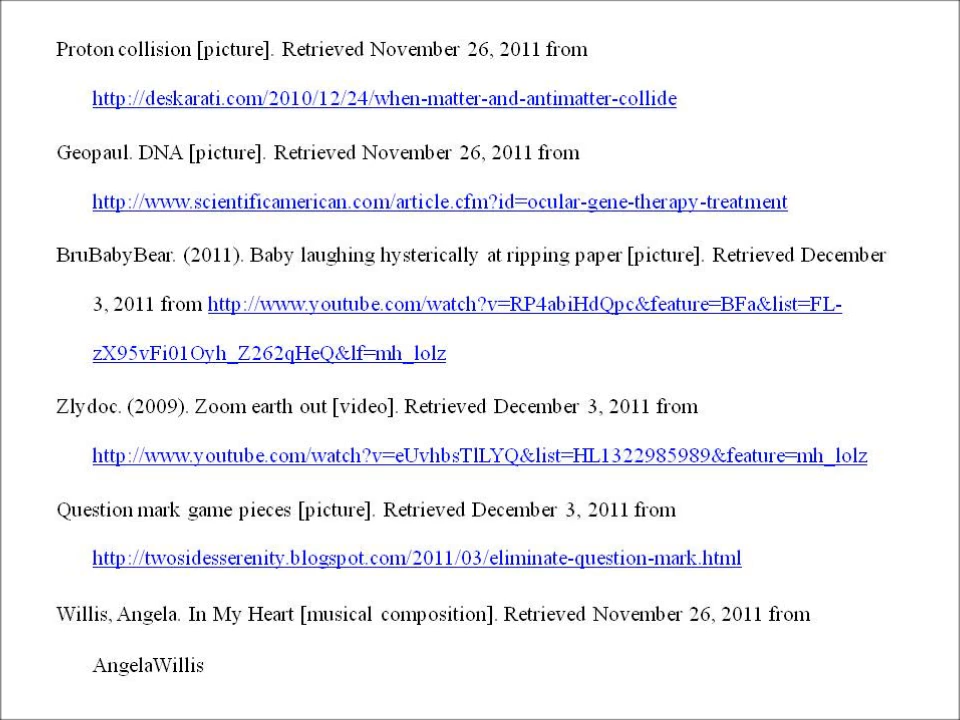 Proton collision [picture]. Retrieved November 26, 2011 from
http://deskarati.com/2010/12/24/when-matter-and-antimatter-collide
Geopaul. DNA [picture]. Retrieved November 26, 2011 from
http://www.scientificamerican.com/article.cfm?id=ocular-gene-therapy-treatment
BruBabyBear. (2011). Baby laughing hysterically at ripping paper [picture]. Retrieved December
3, 2011 from http://www.youtube.com/watch?v=RP4abiHdQpc&feature=BFa&list=FL-
zX95vFi01Oyh_Z262qHeQ&lf=mh_lolz
Zlydoc. (2009). Zoom earth out [video]. Retrieved December 3, 2011 from
http://www.youtube.com/watch?v=eUvhbsTlLYQ&list=HL1322985989&feature=mh_lolz
Question mark game pieces [picture]. Retrieved December 3, 2011 from
http://twosidesserenity.blogspot.com/2011/03/eliminate-question-mark.html
Willis, Angela. In My Heart [musical composition]. Retrieved November 26, 2011 from
AngelaWillis